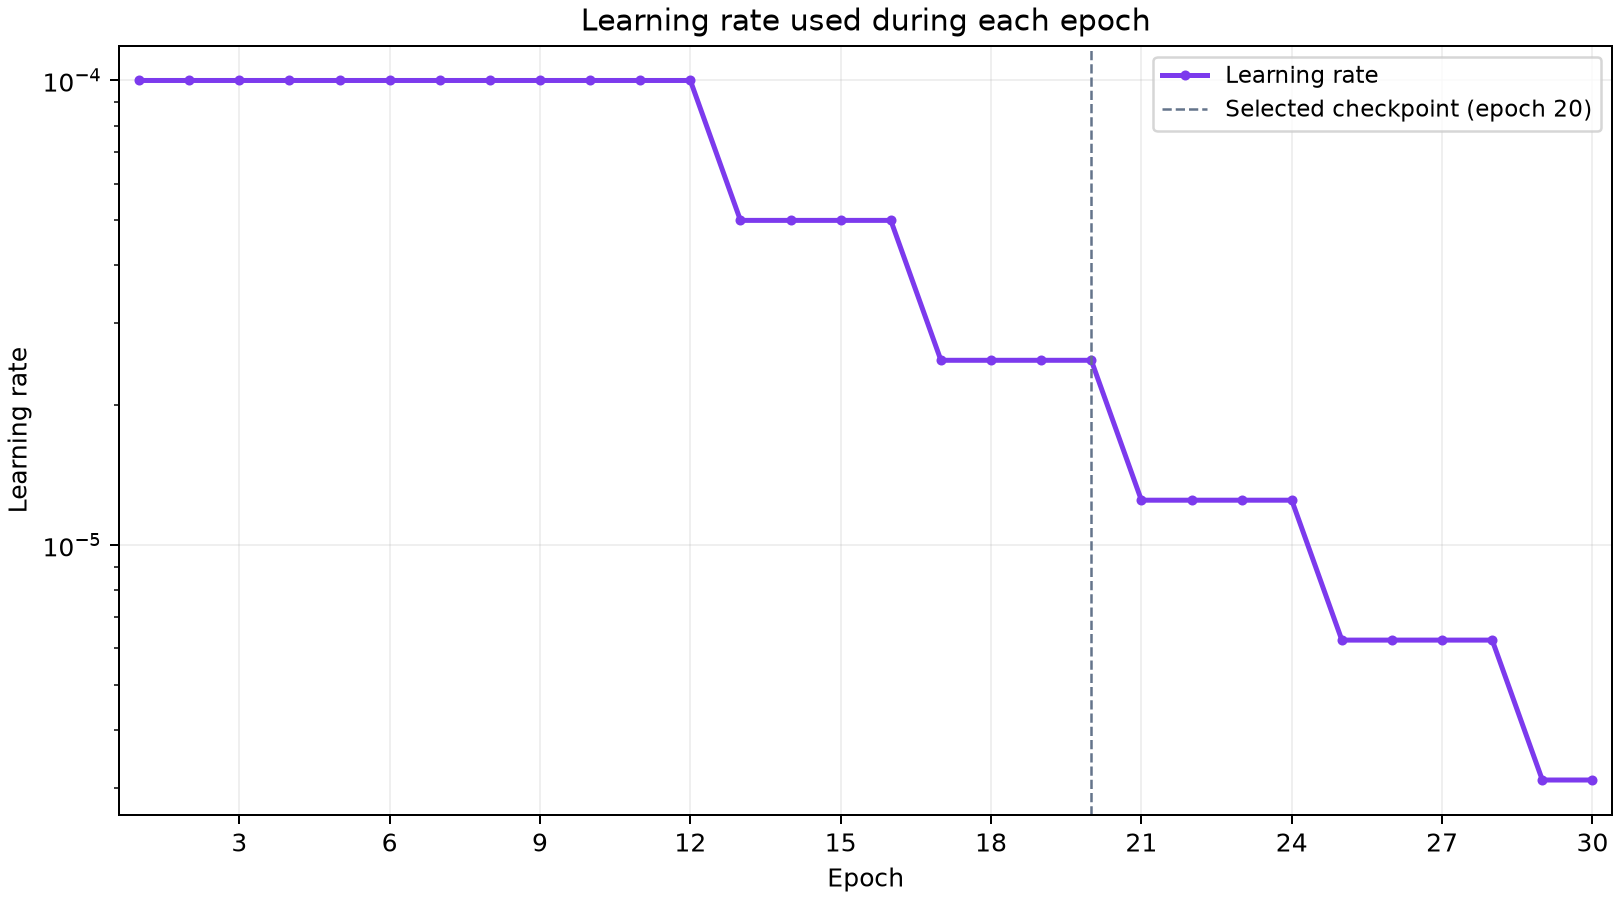 Learning rate used during each epoch
Learning rate
Selected checkpoint (epoch 20)
10⁻⁴
10⁻⁵
Learning rate
3 6 9 12 15 18 21 24 27 30
Epoch